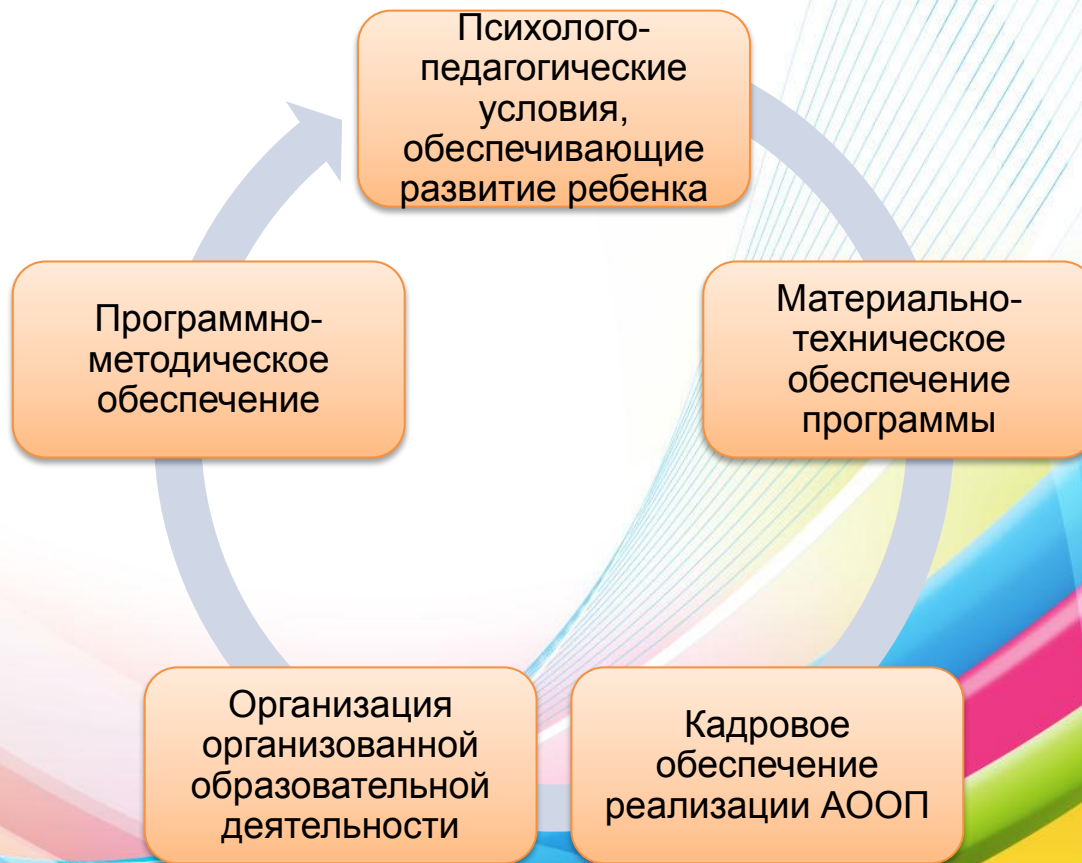 Психолого-
педагогические
условия,
обеспечивающие
развитие ребенка
Материально-
техническое
обеспечение
программы
Кадровое
обеспечение
реализации АООП
Организация
организованной
образовательной
деятельности
Программно-
методическое
обеспечение